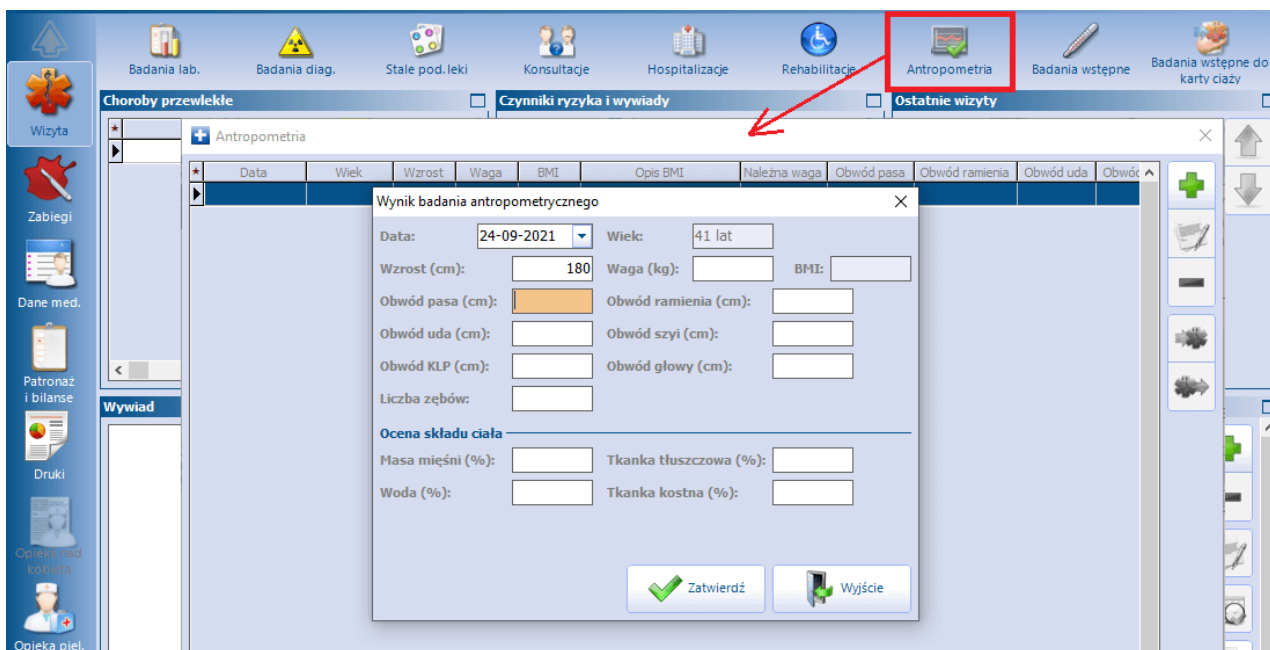 Badania lab.
Badania diag.
Stale pod.leki
Konsultacje
Hospitalizacje
Rehabilitacje
Antropometria
Badania wstępne
Badania wstępne do
karty ciaży
Wizyta
Zabiegi
Dane med.
Patronaż
i bilanse
Druki
Opieka nad
kobietą
Opieka piel.
Choroby przewlekłe
Czynniki ryzyka i wywiady
Ostatnie wizyty
Wywiad
Antropometria
Data Wiek Wzrost Waga BMI Opis BMI Należna waga Obwód pasa Obwód ramienia Obwód uda Obwóc
Wynik badania antropometrycznego
Data: 24-09-2021 Wiek: 41 lat
Wzrost (cm): 180 Waga (kg): BMI:
Obwód pasa (cm): Obwód ramienia (cm):
Obwód uda (cm): Obwód szyi (cm):
Obwód KLP (cm): Obwód głowy (cm):
Liczba zębów:
Ocena składu ciała
Masa mięśni (%): Tkanka tłuszczowa (%):
Woda (%): Tkanka kostna (%):
Zatwierdź
Wyjście